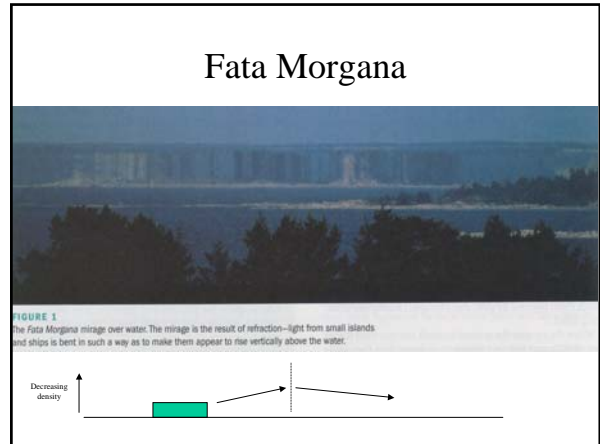 Fata Morgana
FIGURE 1
The Fata Morgana mirage over water. The mirage is the result of refraction—light from small islands
and ships is bent in such a way as to make them appear to rise vertically above the water.
Decreasing
density